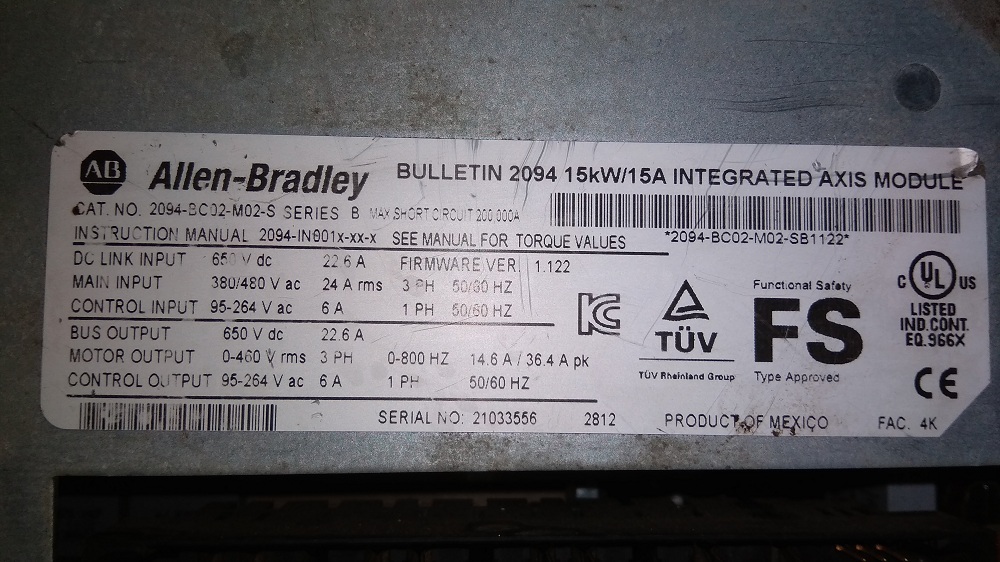 AB Allen-Bradley BULLETIN 2094 15kW/15A INTEGRATED AXIS MODULE
CAT. NO. 2094-BC02-M02-S SERIES B MAX SHORT CIRCUIT 200 000A
INSTRUCTION MANUAL 2094-IN001x-xx-x SEE MANUAL FOR TORQUE VALUES *2094-BC02-M02-SB1122*
DC LINK INPUT 650 V dc 22.6 A FIRMWARE VER. 1.122
MAIN INPUT 380/480 V ac 24 A rms 3 PH 50/60 HZ
CONTROL INPUT 95-264 V ac 6 A 1 PH 50/60 HZ
BUS OUTPUT 650 V dc 22.6 A
MOTOR OUTPUT 0-460 V rms 3 PH 0-800 HZ 14.6 A / 36.4 A pk
CONTROL OUTPUT 95-264 V ac 6 A 1 PH 50/60 HZ
SERIAL NO: 21033556 2812 PRODUCT OF MEXICO FAC. 4K
KC
TÜV
TÜV Rheinland Group
Functional Safety
FS
Type Approved
C UL US
LISTED
IND.CONT.
EQ.966X
CE